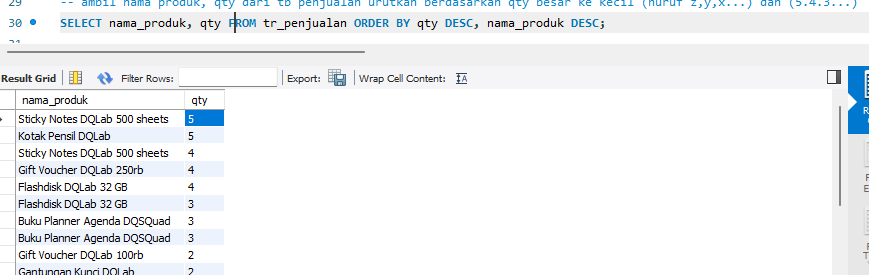 29 -- ambil nama produk, qty dari tb penjualan urutkan berdasarkan qty besar ke kecil (huruf z,y,x...) dan (5.4.3...)
30 SELECT nama_produk, qty FROM tr_penjualan ORDER BY qty DESC, nama_produk DESC;
31
Result Grid Filter Rows: Export: Wrap Cell Content:
nama_produk qty
Sticky Notes DQLab 500 sheets 5
Kotak Pensil DQLab 5
Sticky Notes DQLab 500 sheets 4
Gift Voucher DQLab 250rb 4
Flashdisk DQLab 32 GB 4
Flashdisk DQLab 32 GB 3
Buku Planner Agenda DQSQuad 3
Buku Planner Agenda DQSQuad 3
Gift Voucher DQLab 100rb 2
Gantungan Kunci DQLab 2